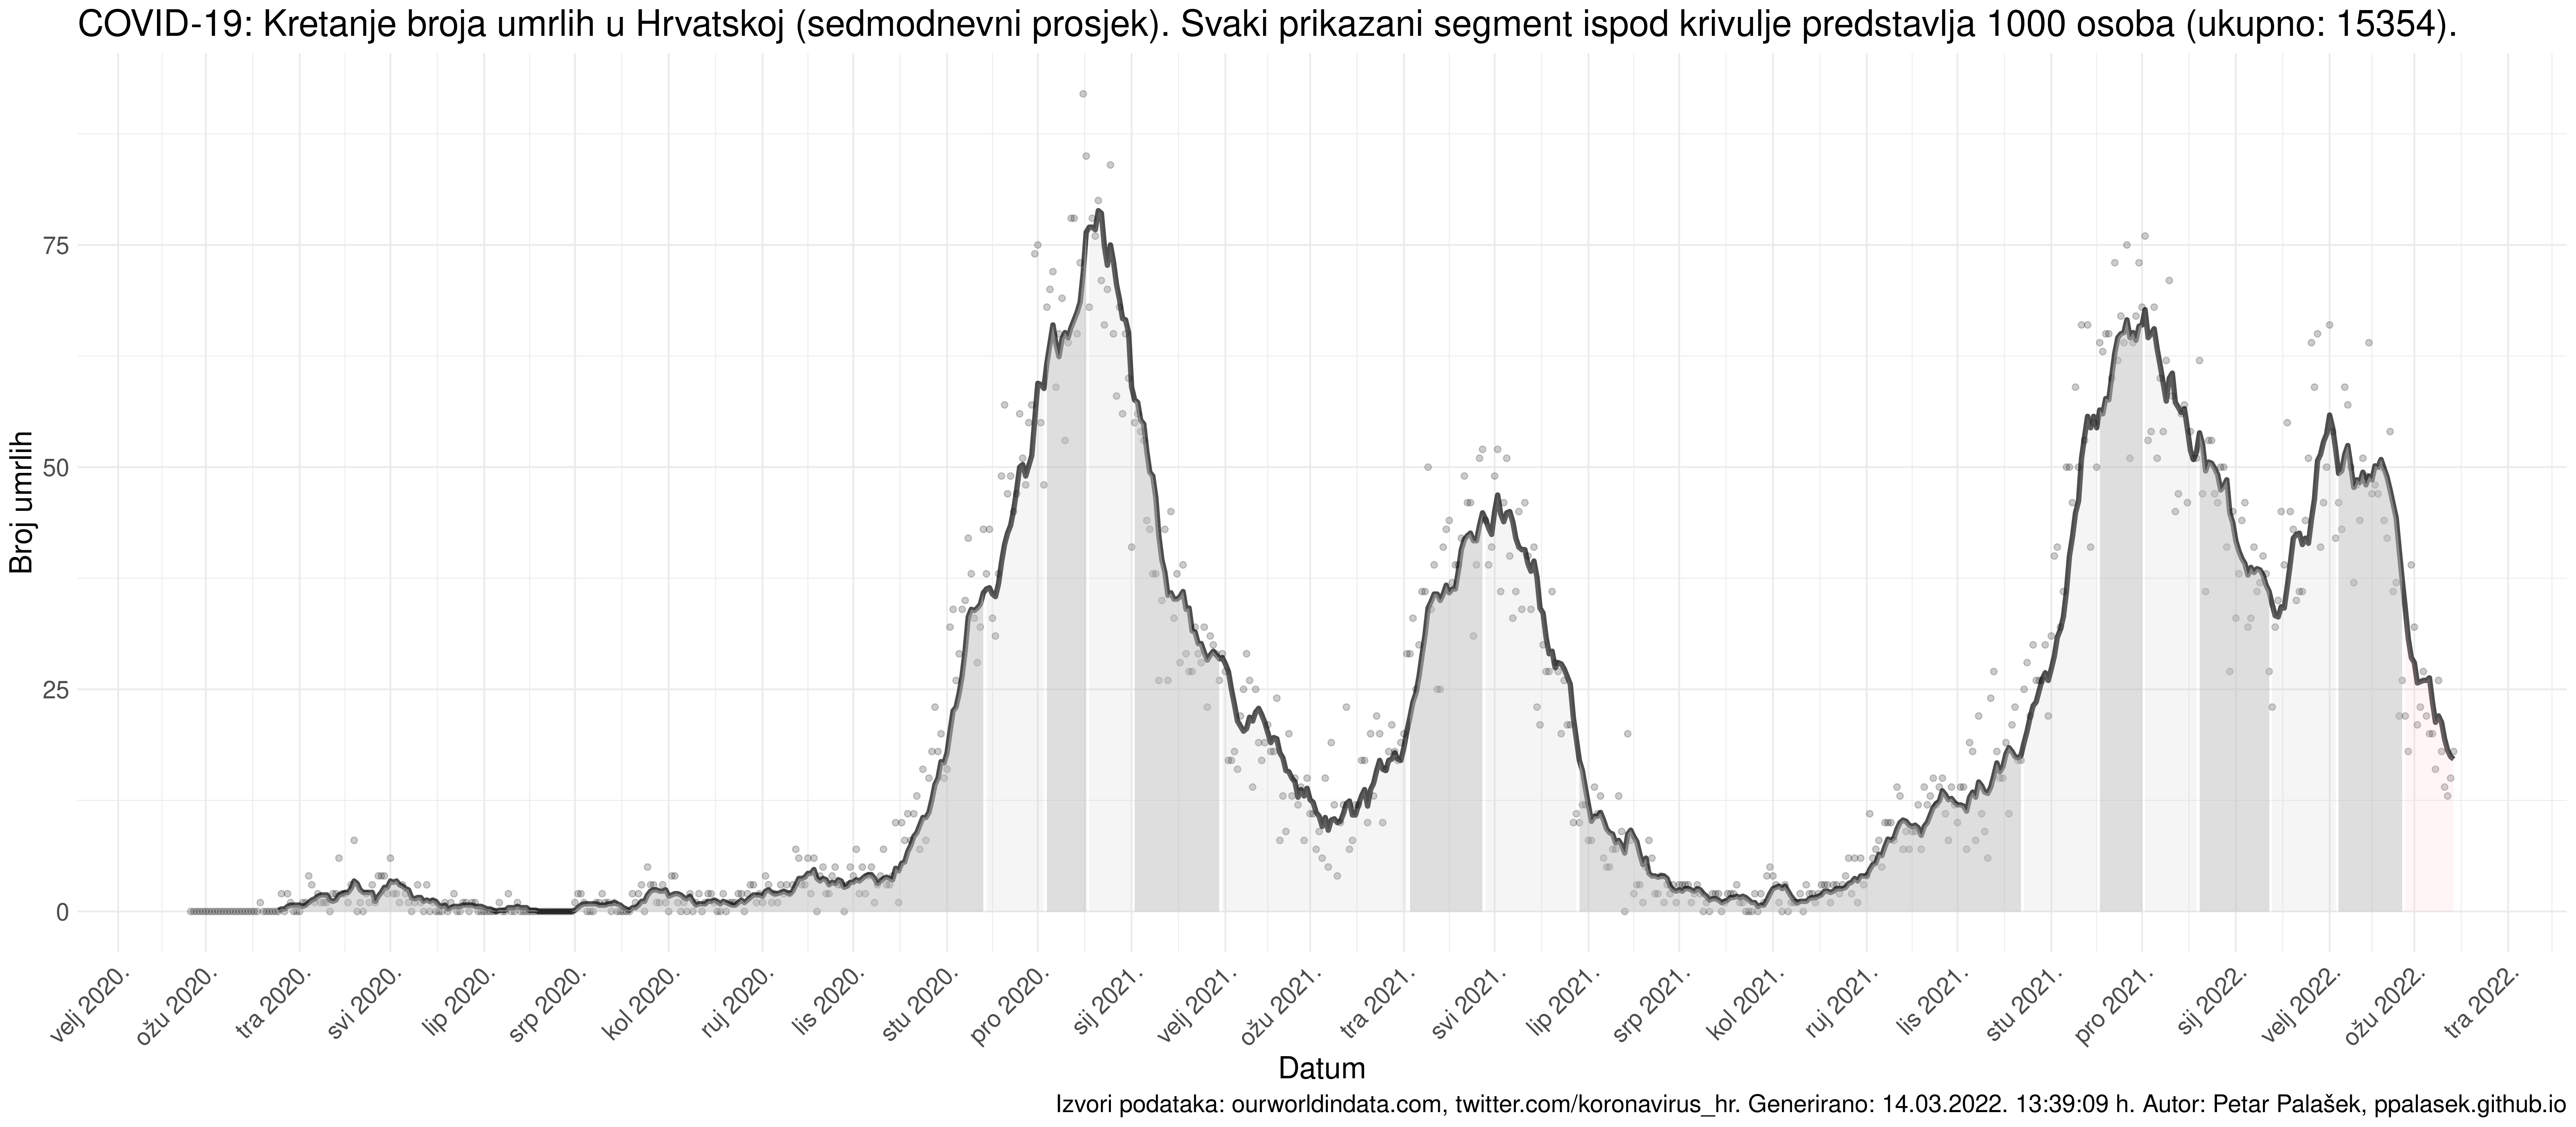 COVID-19: Kretanje broja umrlih u Hrvatskoj (sedmodnevni prosjek). Svaki prikazani segment ispod krivulje predstavlja 1000 osoba (ukupno: 15354).
Broj umrlih
75
50
25
0
velj 2020.
ožu 2020.
tra 2020.
svi 2020.
lip 2020.
srp 2020.
kol 2020.
ruj 2020.
lis 2020.
stu 2020.
pro 2020.
sij 2021.
velj 2021.
ožu 2021.
tra 2021.
svi 2021.
lip 2021.
srp 2021.
kol 2021.
ruj 2021.
lis 2021.
stu 2021.
pro 2021.
sij 2022.
velj 2022.
ožu 2022.
tra 2022.
Datum
Izvori podataka: ourworldindata.com, twitter.com/koronavirus_hr. Generirano: 14.03.2022. 13:39:09 h. Autor: Petar Palašek, ppalasek.github.io